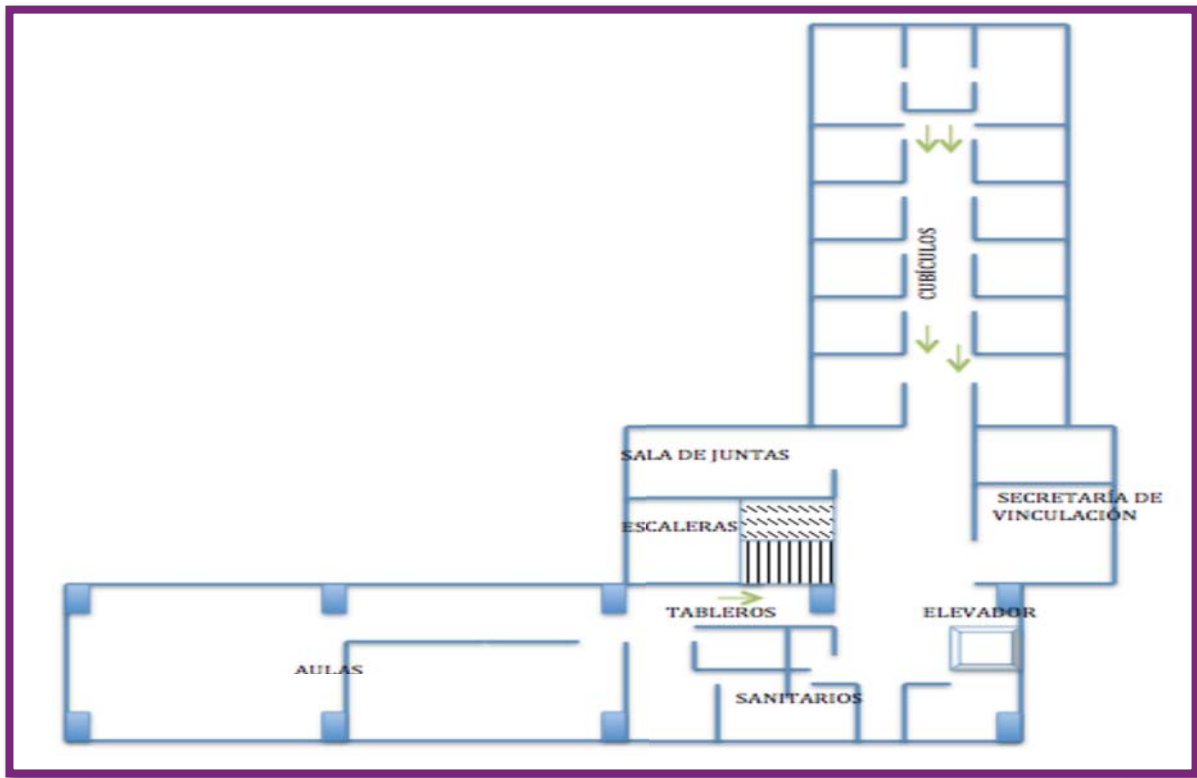 CUBÍCULOS
SALA DE JUNTAS
SECRETARÍA DE
VINCULACIÓN
ESCALERAS
TABLEROS
ELEVADOR
AULAS
SANITARIOS